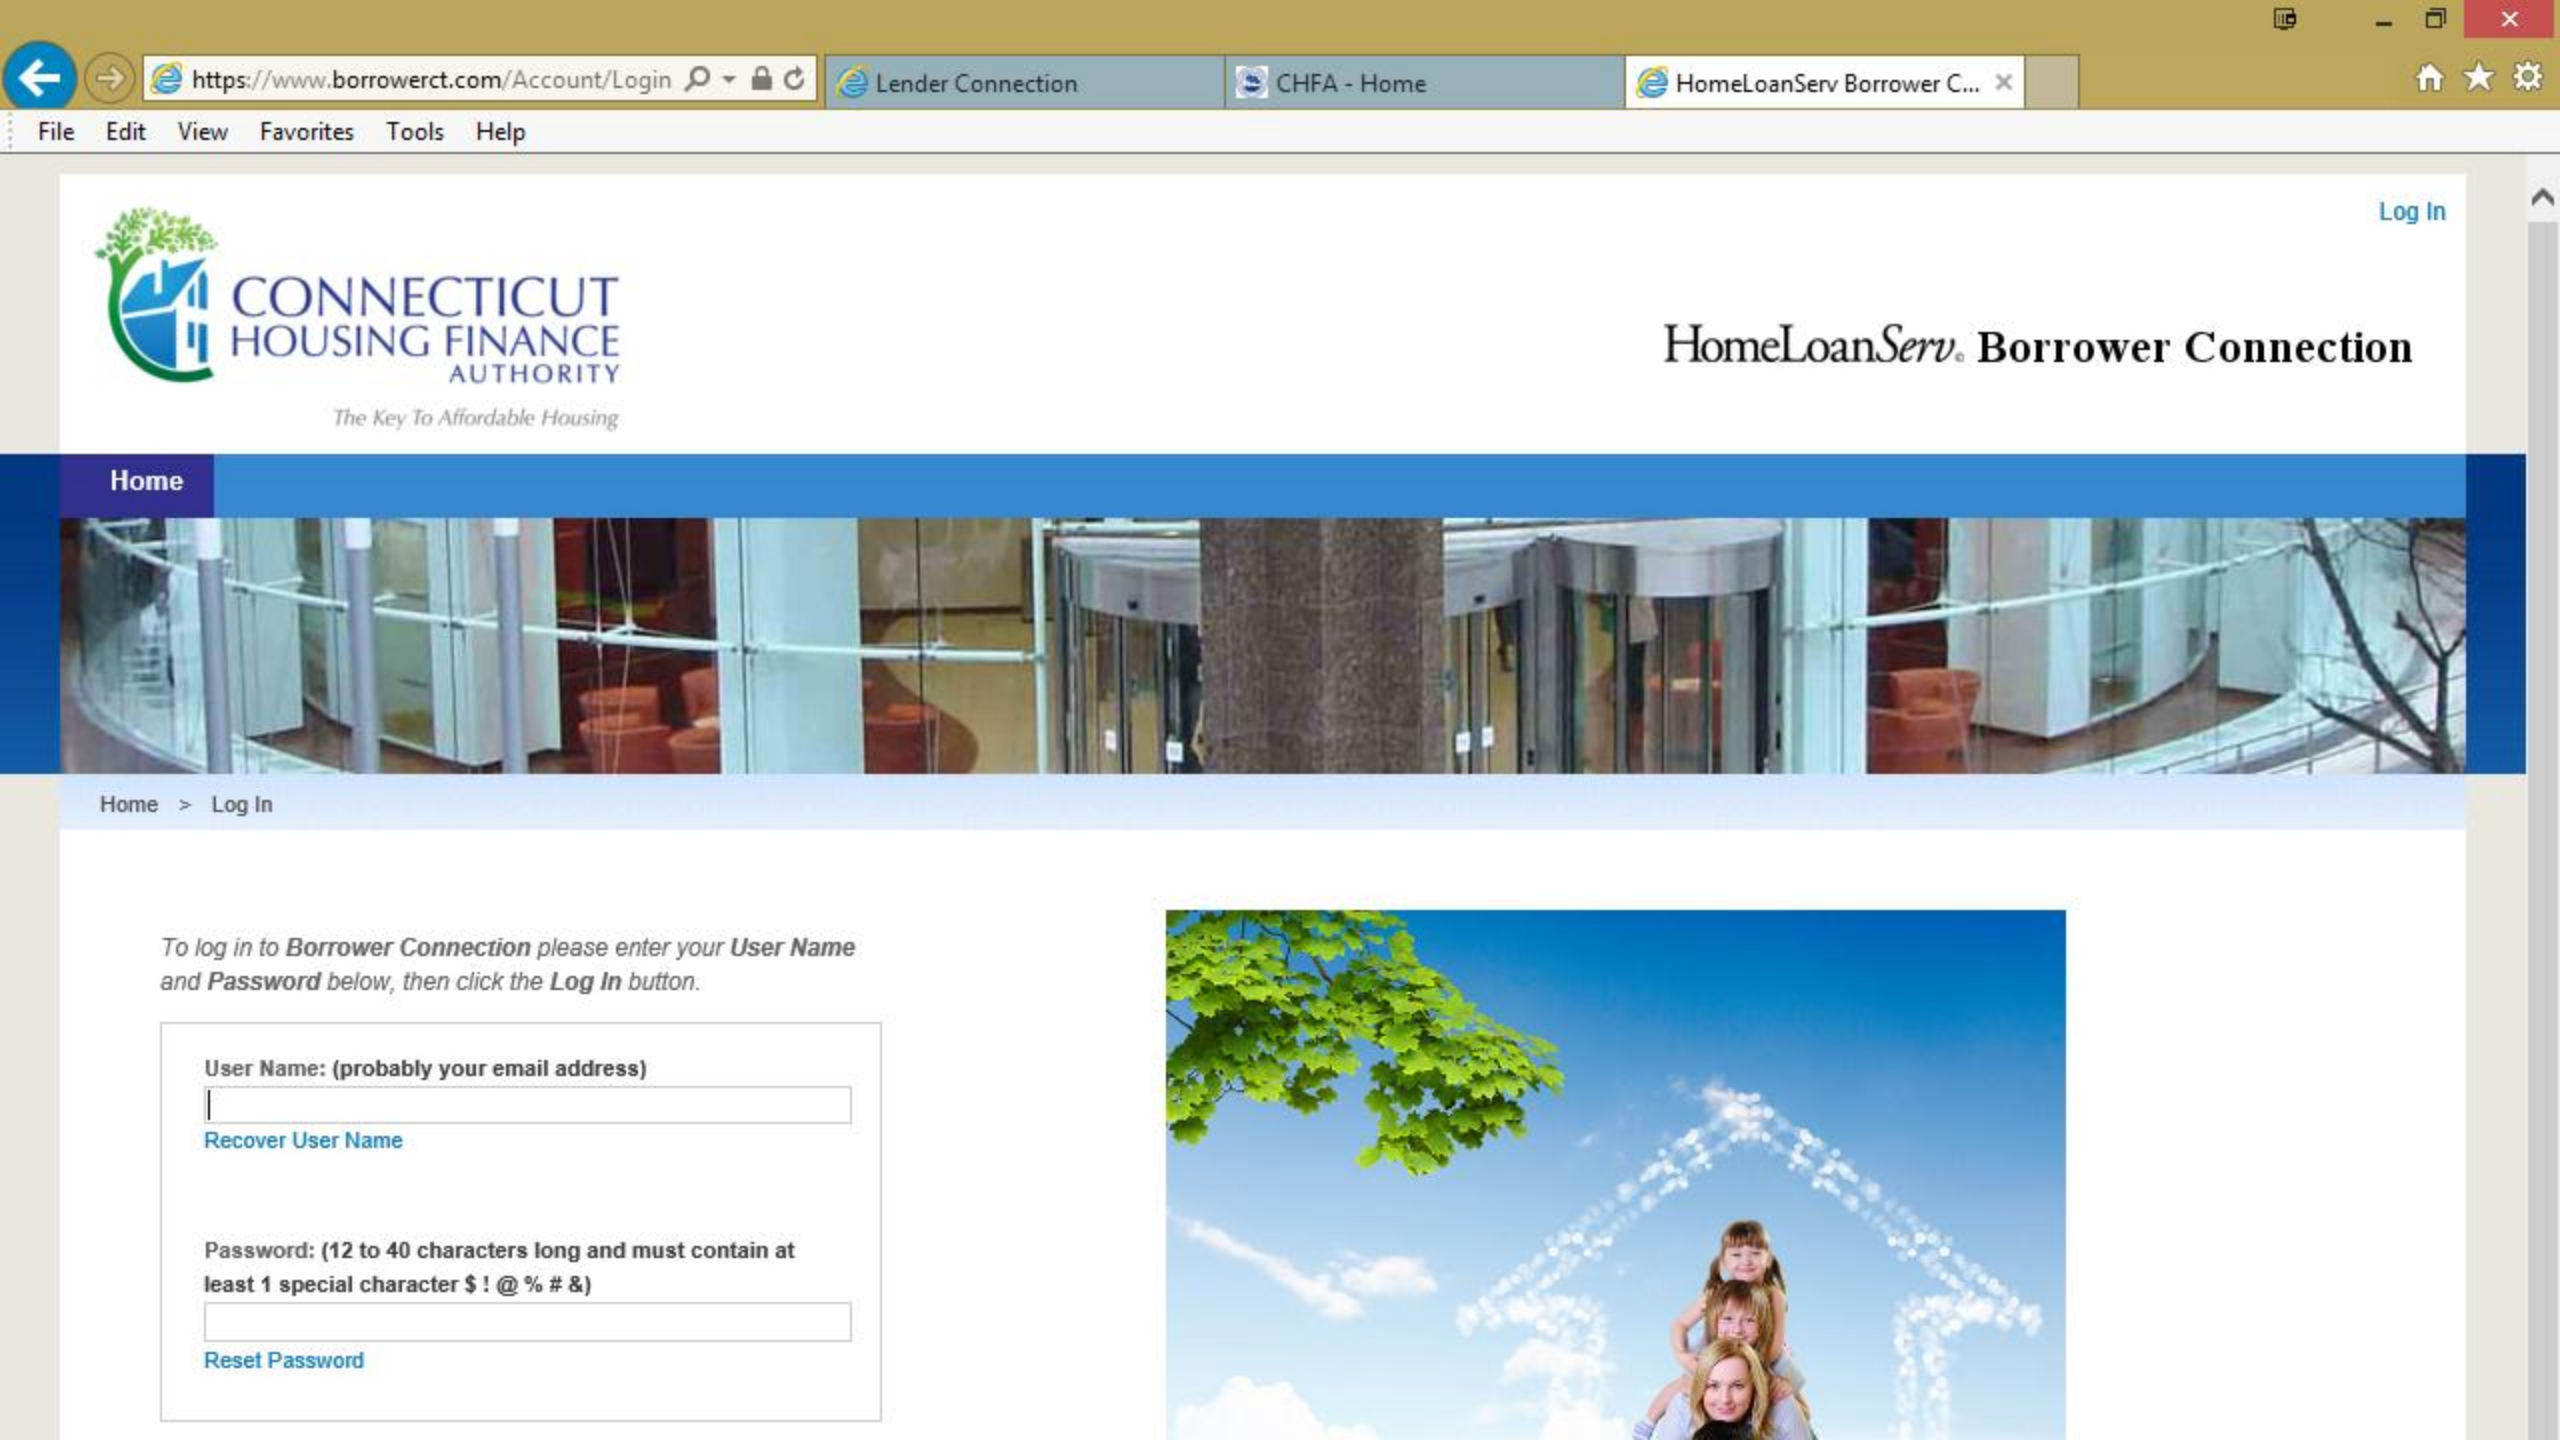 https://www.borrowerct.com/Account/Login
Lender Connection
CHFA - Home
HomeLoanServ Borrower C...
File Edit View Favorites Tools Help
Log In
CONNECTICUT
HOUSING FINANCE
AUTHORITY
The Key To Affordable Housing
HomeLoanServ® Borrower Connection
Home
Home > Log In
To log in to Borrower Connection please enter your User Name
and Password below, then click the Log In button.
User Name: (probably your email address)
Recover User Name
Password: (12 to 40 characters long and must contain at
least 1 special character $ ! @ % # &)
Reset Password